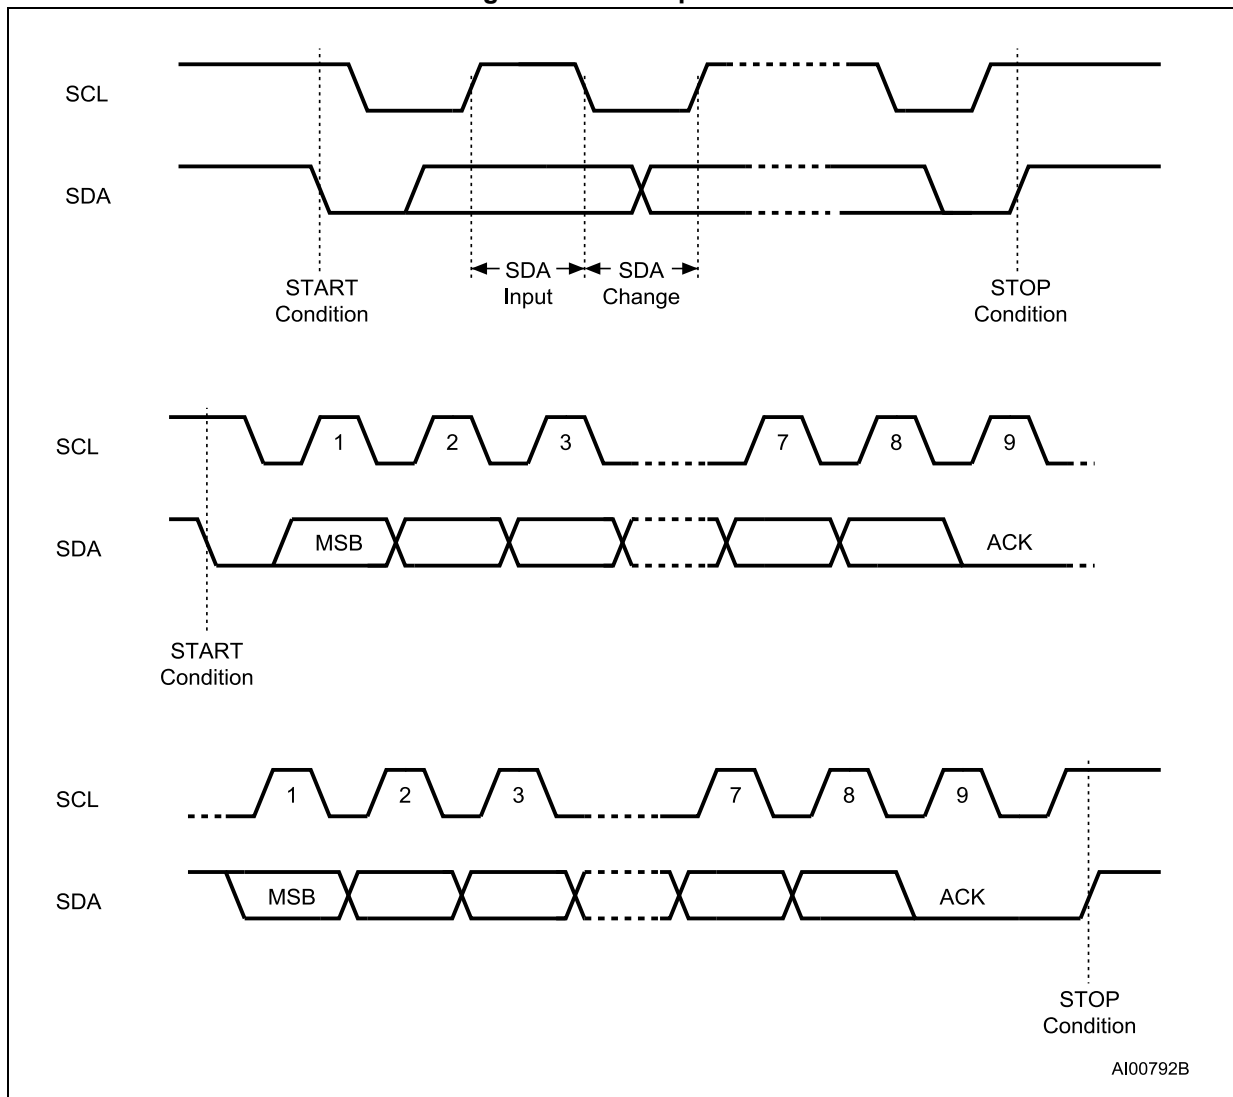 SCL
SDA
SDA Input
SDA Change
START Condition
STOP Condition
SCL
1 2 3 7 8 9
SDA
MSB
ACK
START Condition
SCL
1 2 3 7 8 9
SDA
MSB
ACK
STOP Condition
AI00792B